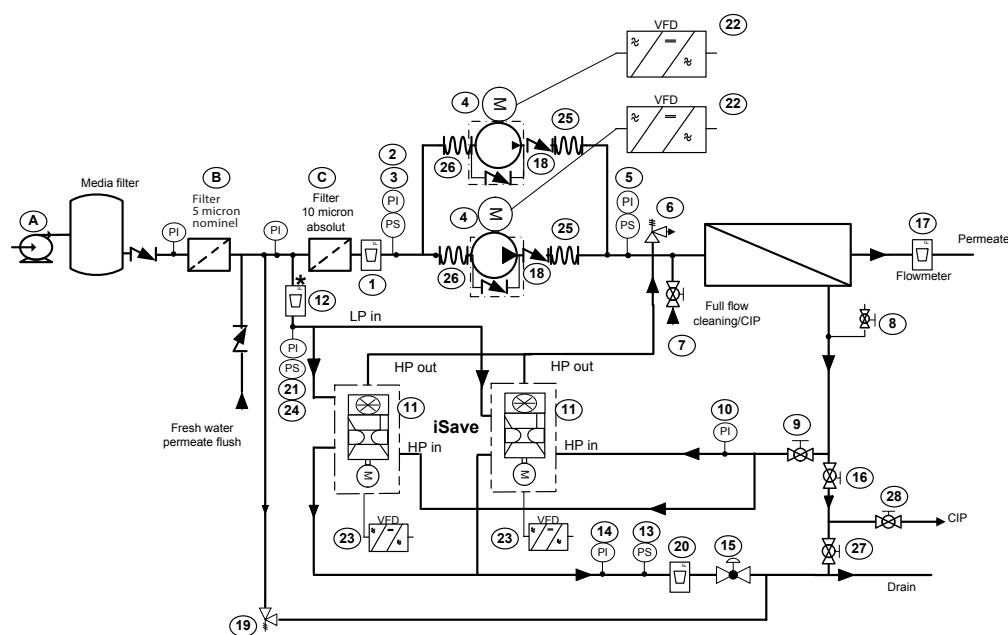 VFD
22
VFD
22
4
M
25
26
18
2
3
PI
PS
4
M
25
26
18
5
PI
PS
6
Media filter
A
PI
B
Filter
5 micron
nominel
PI
C
Filter
10 micron
absolut
F
1
F
*
12
17
F
Permeate
Flowmeter
Full flow
cleaning/CIP
7
8
LP in
PI
PS
21
24
HP out
HP out
Fresh water
permeate flush
11
M
iSave
11
M
HP in
HP in
10
PI
9
16
28
CIP
27
23
VFD
23
VFD
14
PI
13
PS
20
F
15
Drain
19